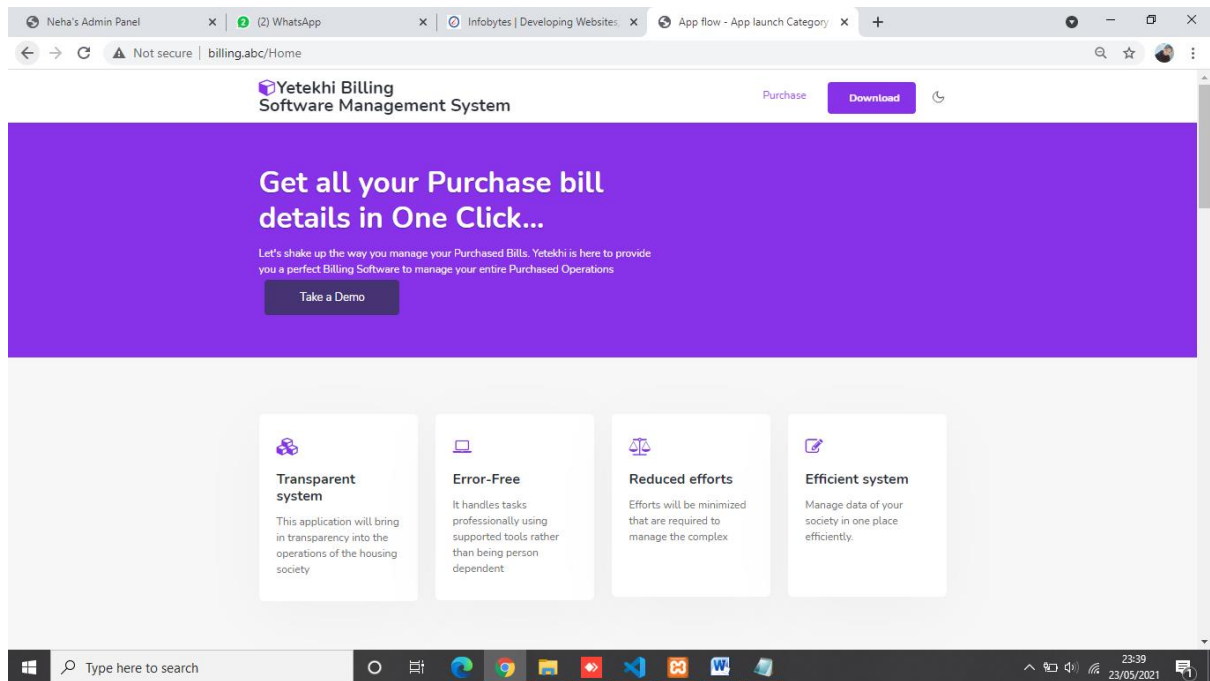 Neha's Admin Panel
2
(2) WhatsApp
Infobytes | Developing Websites,
App flow - App launch Category
Not secure
billing.abc/Home
Yetekhi Billing
Software Management System
Purchase
Download
Get all your Purchase bill
details in One Click...
Let's shake up the way you manage your Purchased Bills. Yetekhi is here to provide
you a perfect Billing Software to manage your entire Purchased Operations
Take a Demo
Transparent
system
This application will bring
in transparency into the
operations of the housing
society
Error-Free
It handles tasks
professionally using
supported tools rather
than being person
dependent
Reduced efforts
Efforts will be minimized
that are required to
manage the complex
Efficient system
Manage data of your
society in one place
efficiently.
Type here to search
W
23:39
23/05/2021
1